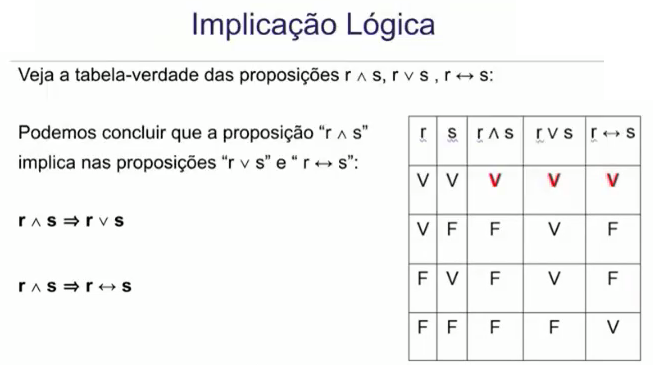 Implicação Lógica
Veja a tabela-verdade das proposições r ∧ s, r ∨ s , r ↔ s:
Podemos concluir que a proposição “r ∧ s”
implica nas proposições “r ∨ s” e “ r ↔ s”:
r ∧ s ⇒ r ∨ s
r ∧ s ⇒ r ↔ s
r s r ∧ s r ∨ s r ↔ s
V V V V V
V F F V F
F V F V F
F F F F V